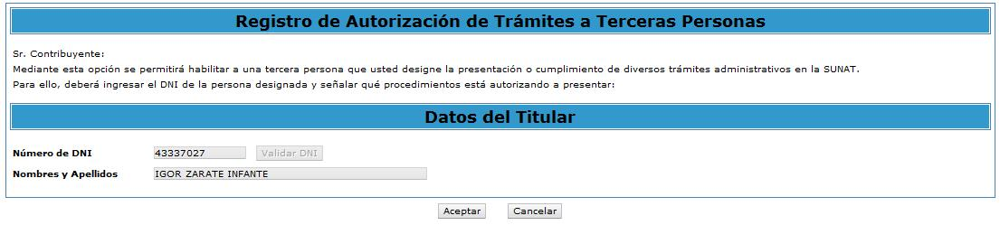 Registro de Autorización de Trámites a Terceras Personas
Sr. Contribuyente:
Mediante esta opción se permitirá habilitar a una tercera persona que usted designe la presentación o cumplimiento de diversos trámites administrativos en la SUNAT.
Para ello, deberá ingresar el DNI de la persona designada y señalar qué procedimientos está autorizando a presentar:
Datos del Titular
Número de DNI 43337027 Validar DNI
Nombres y Apellidos IGOR ZARATE INFANTE
Aceptar Cancelar